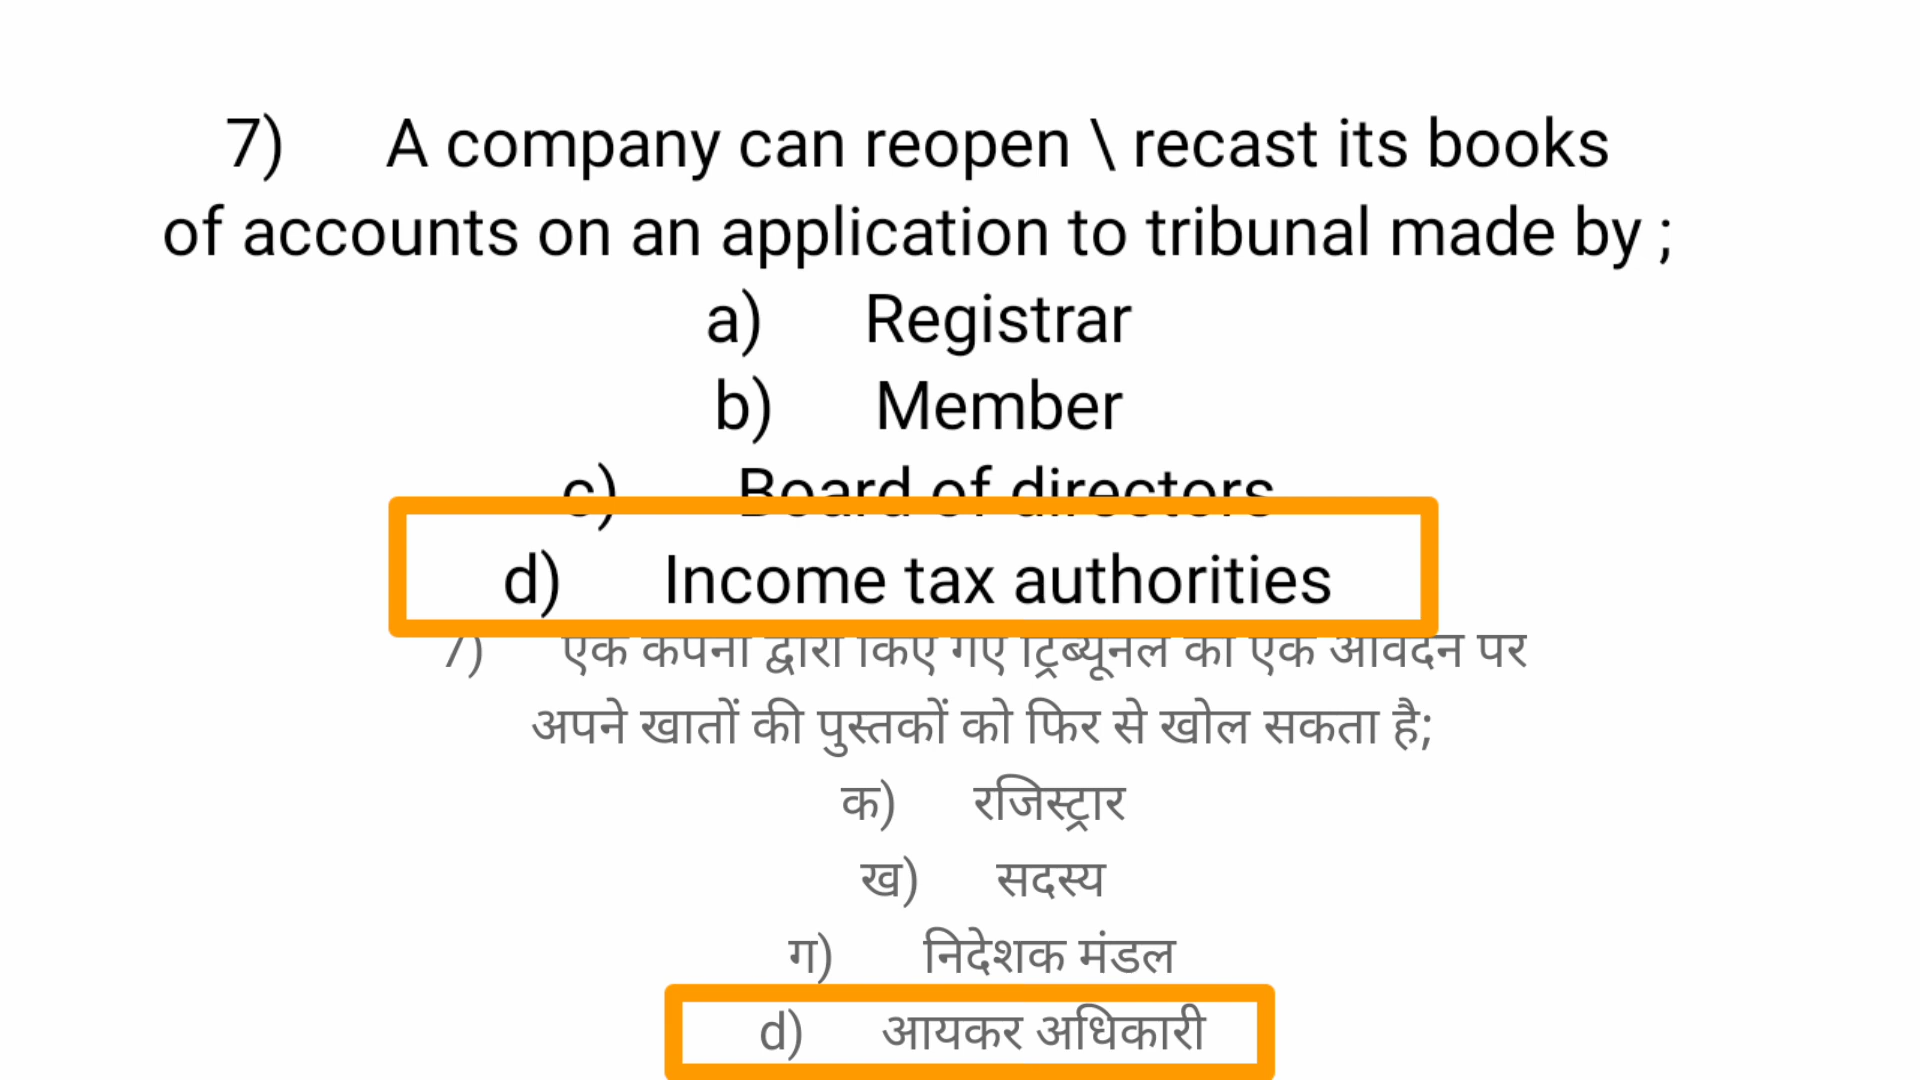 7) A company can reopen \ recast its books
of accounts on an application to tribunal made by ;
a) Registrar
b) Member
c) Board of directors
d) Income tax authorities
7) एक कंपनी द्वारा किए गए ट्रिब्यूनल को एक आवेदन पर
अपने खातों की पुस्तकों को फिर से खोल सकता है;
क) रजिस्ट्रार
ख) सदस्य
ग) निदेशक मंडल
d) आयकर अधिकारी